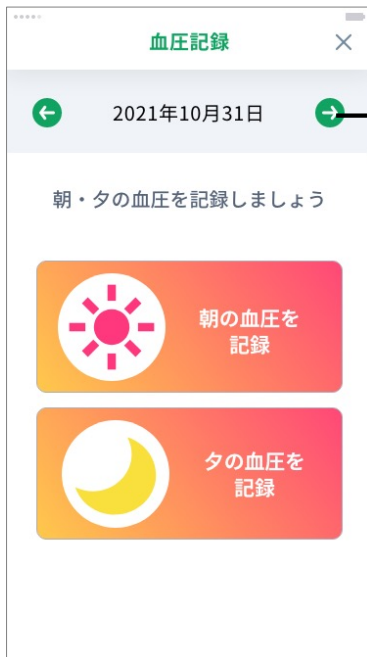 血圧記録
2021年10月31日
朝・夕の血圧を記録しましょう
朝の血圧を
記録
夕の血圧を
記録